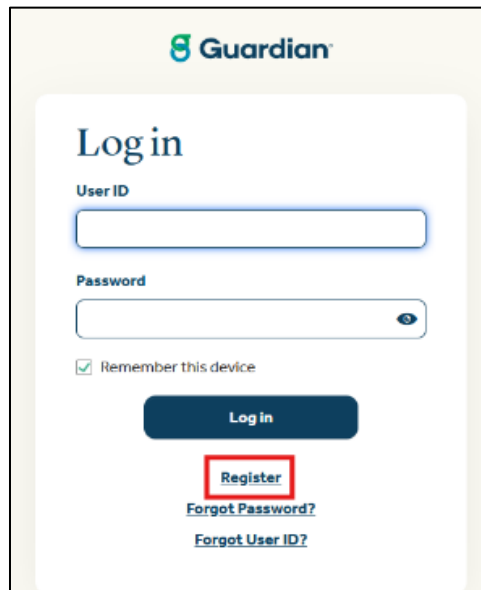 Guardian
Log in
User ID
Password
Remember this device
Log in
Register
Forgot Password?
Forgot User ID?